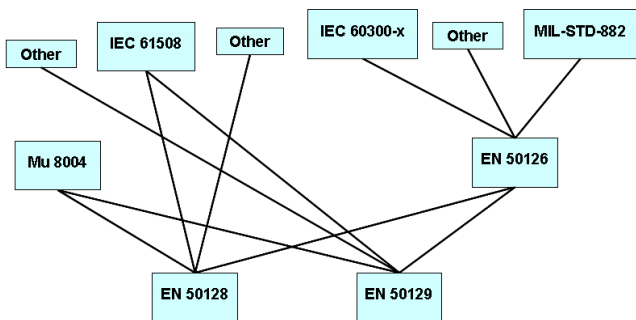 Other
IEC 61508
Other
IEC 60300-x
Other
MIL-STD-882
Mu 8004
EN 50126
EN 50128
EN 50129